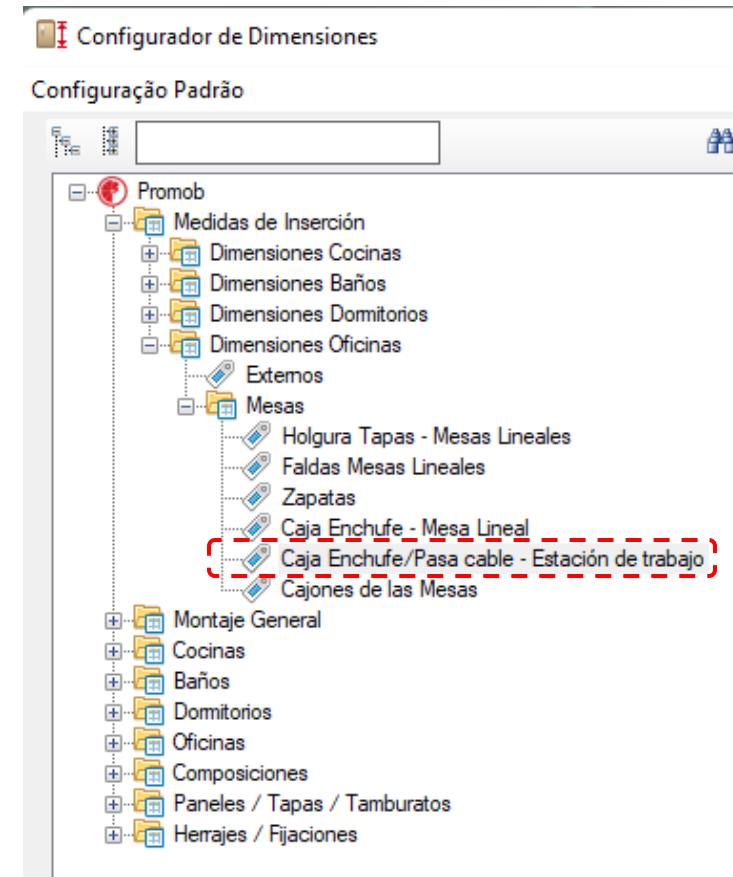 Configurador de Dimensiones
Configuração Padrão
Promob
Medidas de Inserción
Dimensiones Cocinas
Dimensiones Baños
Dimensiones Dormitorios
Dimensiones Oficinas
Externos
Mesas
Holgura Tapas - Mesas Lineales
Faldas Mesas Lineales
Zapatas
Caja Enchufe - Mesa Lineal
Caja Enchufe/Pasa cable - Estación de trabajo
Cajones de las Mesas
Montaje General
Cocinas
Baños
Dormitorios
Oficinas
Composiciones
Paneles / Tapas / Tamburatos
Herrajes / Fijaciones